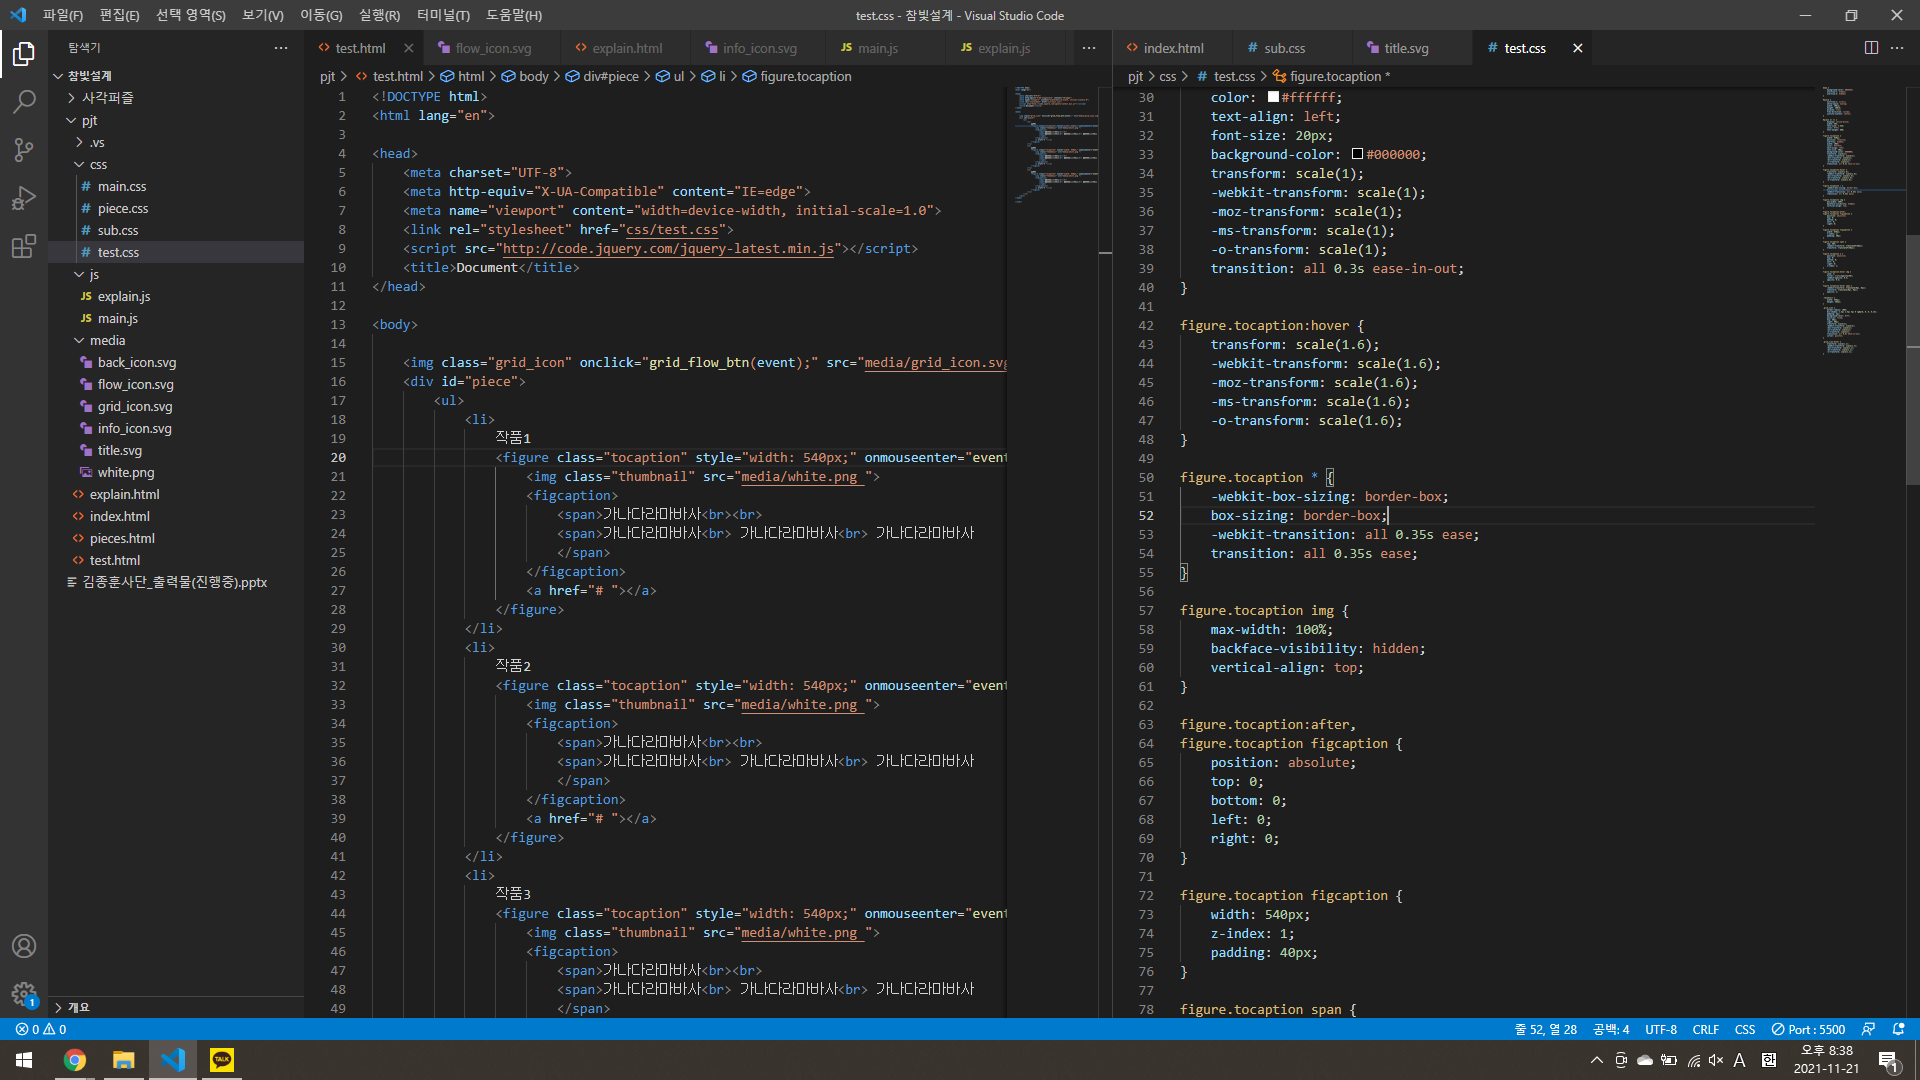 파일(F) 편집(E) 선택 영역(S) 보기(V) 이동(G) 실행(R) 터미널(T) 도움말(H)
test.css - 참빛설계 - Visual Studio Code
탐색기
참빛설계
사각퍼즐
pjt
.vs
css
main.css
piece.css
sub.css
test.css
js
explain.js
main.js
media
back_icon.svg
flow_icon.svg
grid_icon.svg
info_icon.svg
title.svg
white.png
explain.html
index.html
pieces.html
test.html
김종훈사단_출력물(진행중).pptx
개요
test.html flow_icon.svg explain.html info_icon.svg main.js explain.js
pjt > test.html > html > body > div#piece > ul > li > figure.tocaption
1 <!DOCTYPE html>
2 <html lang="en">
3
4 <head>
5 <meta charset="UTF-8">
6 <meta http-equiv="X-UA-Compatible" content="IE=edge">
7 <meta name="viewport" content="width=device-width, initial-scale=1.0">
8 <link rel="stylesheet" href="css/test.css">
9 <script src="http://code.jquery.com/jquery-latest.min.js"></script>
10 <title>Document</title>
11 </head>
12
13 <body>
14
15 <img class="grid_icon" onclick="grid_flow_btn(event);" src="media/grid_icon.svg
16 <div id="piece">
17 <ul>
18 <li>
19 작품1
20 <figure class="tocaption" style="width: 540px;" onmouseenter="event
21 <img class="thumbnail" src="media/white.png ">
22 <figcaption>
23 <span>가나다라마바사<br><br>
24 <span>가나다라마바사<br> 가나다라마바사<br> 가나다라마바사
25 </span>
26 </figcaption>
27 <a href="# "></a>
28 </figure>
29 </li>
30 <li>
31 작품2
32 <figure class="tocaption" style="width: 540px;" onmouseenter="event
33 <img class="thumbnail" src="media/white.png ">
34 <figcaption>
35 <span>가나다라마바사<br><br>
36 <span>가나다라마바사<br> 가나다라마바사<br> 가나다라마바사
37 </span>
38 </figcaption>
39 <a href="# "></a>
40 </figure>
41 </li>
42 <li>
43 작품3
44 <figure class="tocaption" style="width: 540px;" onmouseenter="event
45 <img class="thumbnail" src="media/white.png ">
46 <figcaption>
47 <span>가나다라마바사<br><br>
48 <span>가나다라마바사<br> 가나다라마바사<br> 가나다라마바사
49 </span>
index.html sub.css title.svg test.css
pjt > css > test.css > figure.tocaption *
30 color: #ffffff;
31 text-align: left;
32 font-size: 20px;
33 background-color: #000000;
34 transform: scale(1);
35 -webkit-transform: scale(1);
36 -moz-transform: scale(1);
37 -ms-transform: scale(1);
38 -o-transform: scale(1);
39 transition: all 0.3s ease-in-out;
40 }
41
42 figure.tocaption:hover {
43 transform: scale(1.6);
44 -webkit-transform: scale(1.6);
45 -moz-transform: scale(1.6);
46 -ms-transform: scale(1.6);
47 -o-transform: scale(1.6);
48 }
49
50 figure.tocaption * {
51 -webkit-box-sizing: border-box;
52 box-sizing: border-box;
53 -webkit-transition: all 0.35s ease;
54 transition: all 0.35s ease;
55 }
56
57 figure.tocaption img {
58 max-width: 100%;
59 backface-visibility: hidden;
60 vertical-align: top;
61 }
62
63 figure.tocaption:after,
64 figure.tocaption figcaption {
65 position: absolute;
66 top: 0;
67 bottom: 0;
68 left: 0;
69 right: 0;
70 }
71
72 figure.tocaption figcaption {
73 width: 540px;
74 z-index: 1;
75 padding: 40px;
76 }
77
78 figure.tocaption span {
0 0 줄 52, 열 28 공백: 4 UTF-8 CRLF CSS Port : 5500
TALK A 한 오후 8:38
2021-11-21
1